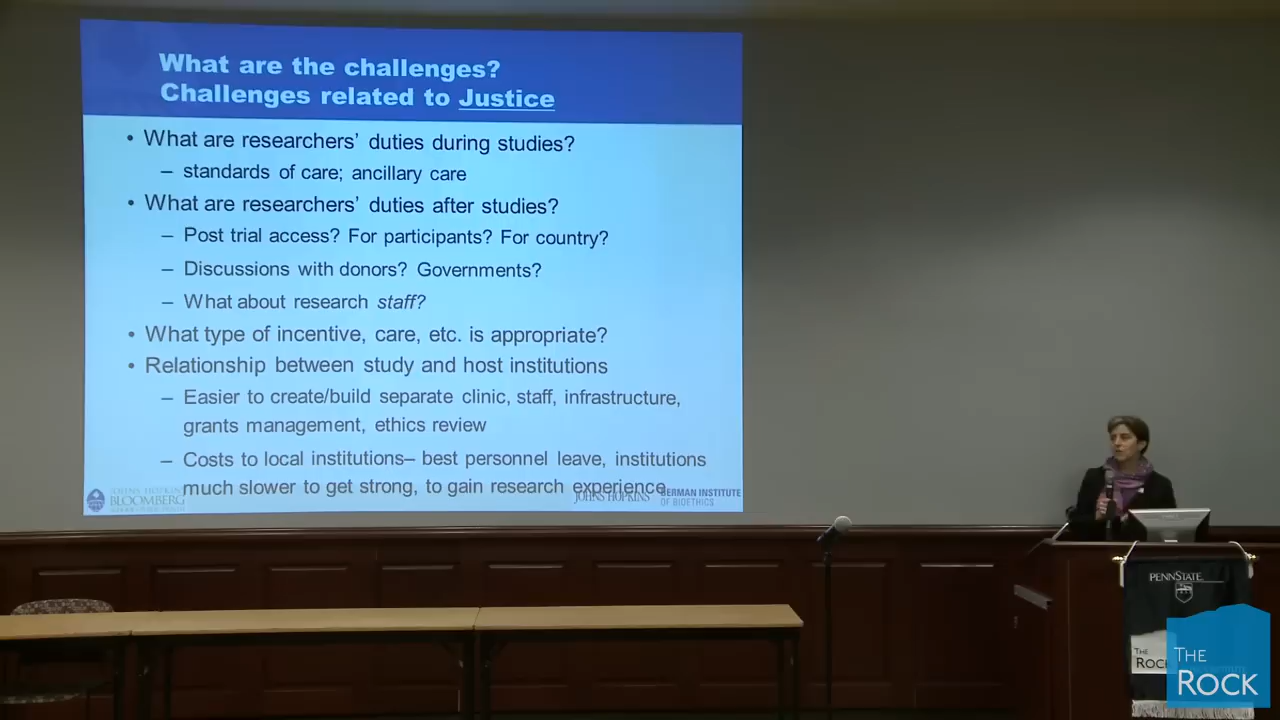 What are the challenges?
Challenges related to Justice
• What are researchers’ duties during studies?
– standards of care; ancillary care
• What are researchers’ duties after studies?
– Post trial access? For participants? For country?
– Discussions with donors? Governments?
– What about research staff?
• What type of incentive, care, etc. is appropriate?
• Relationship between study and host institutions
– Easier to create/build separate clinic, staff, infrastructure,
grants management, ethics review
– Costs to local institutions– best personnel leave, institutions
much slower to get strong, to gain research experience
JOHNS HOPKINS
BLOOMBERG
JOHNS HOPKINS
BERMAN INSTITUTE
OF BIOETHICS
PENNSTATE
THE
ROCK
THE
ROCK